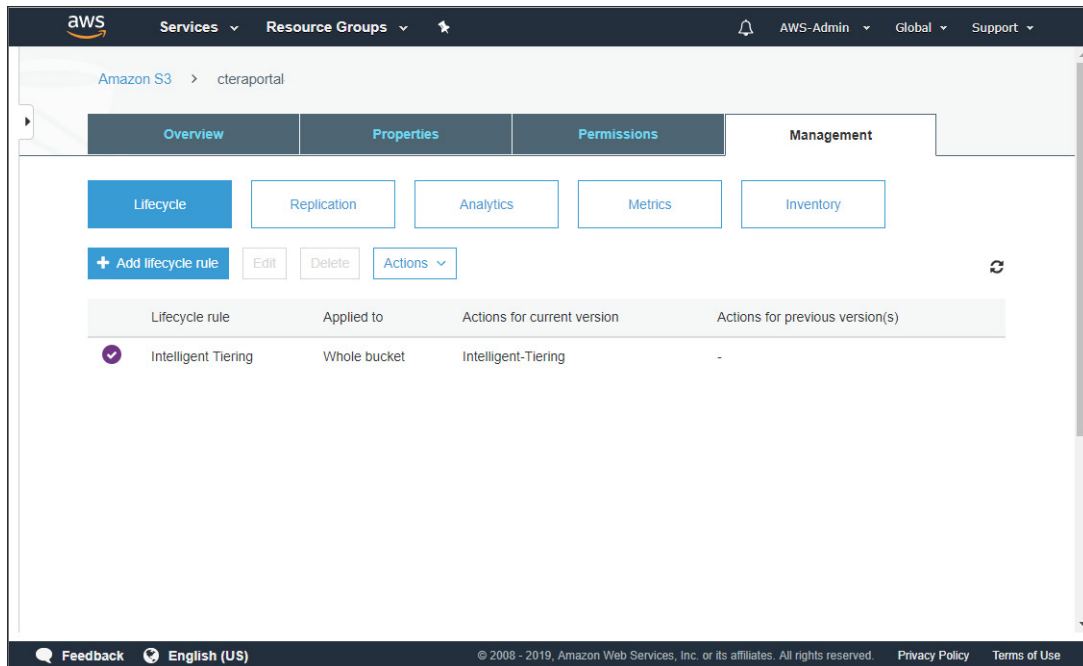 aws Services Resource Groups AWS-Admin Global Support
Amazon S3 > cteraportal
Overview Properties Permissions Management
Lifecycle Replication Analytics Metrics Inventory
+ Add lifecycle rule Edit Delete Actions
Lifecycle rule Applied to Actions for current version Actions for previous version(s)
Intelligent Tiering Whole bucket Intelligent-Tiering -
Feedback English (US) © 2008 - 2019, Amazon Web Services, Inc. or its affiliates. All rights reserved. Privacy Policy Terms of Use